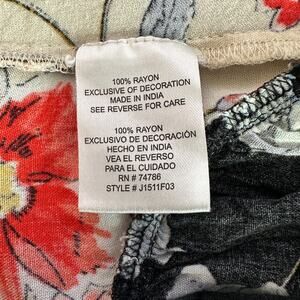 100% RAYON
EXCLUSIVE OF DECORATION
MADE IN INDIA
SEE REVERSE FOR CARE
100% RAYON
EXCLUSIVO DE DECORACIÓN
HECHO EN INDIA
VEA EL REVERSO
PARA EL CUIDADO
RN # 74786
STYLE # J1511F03